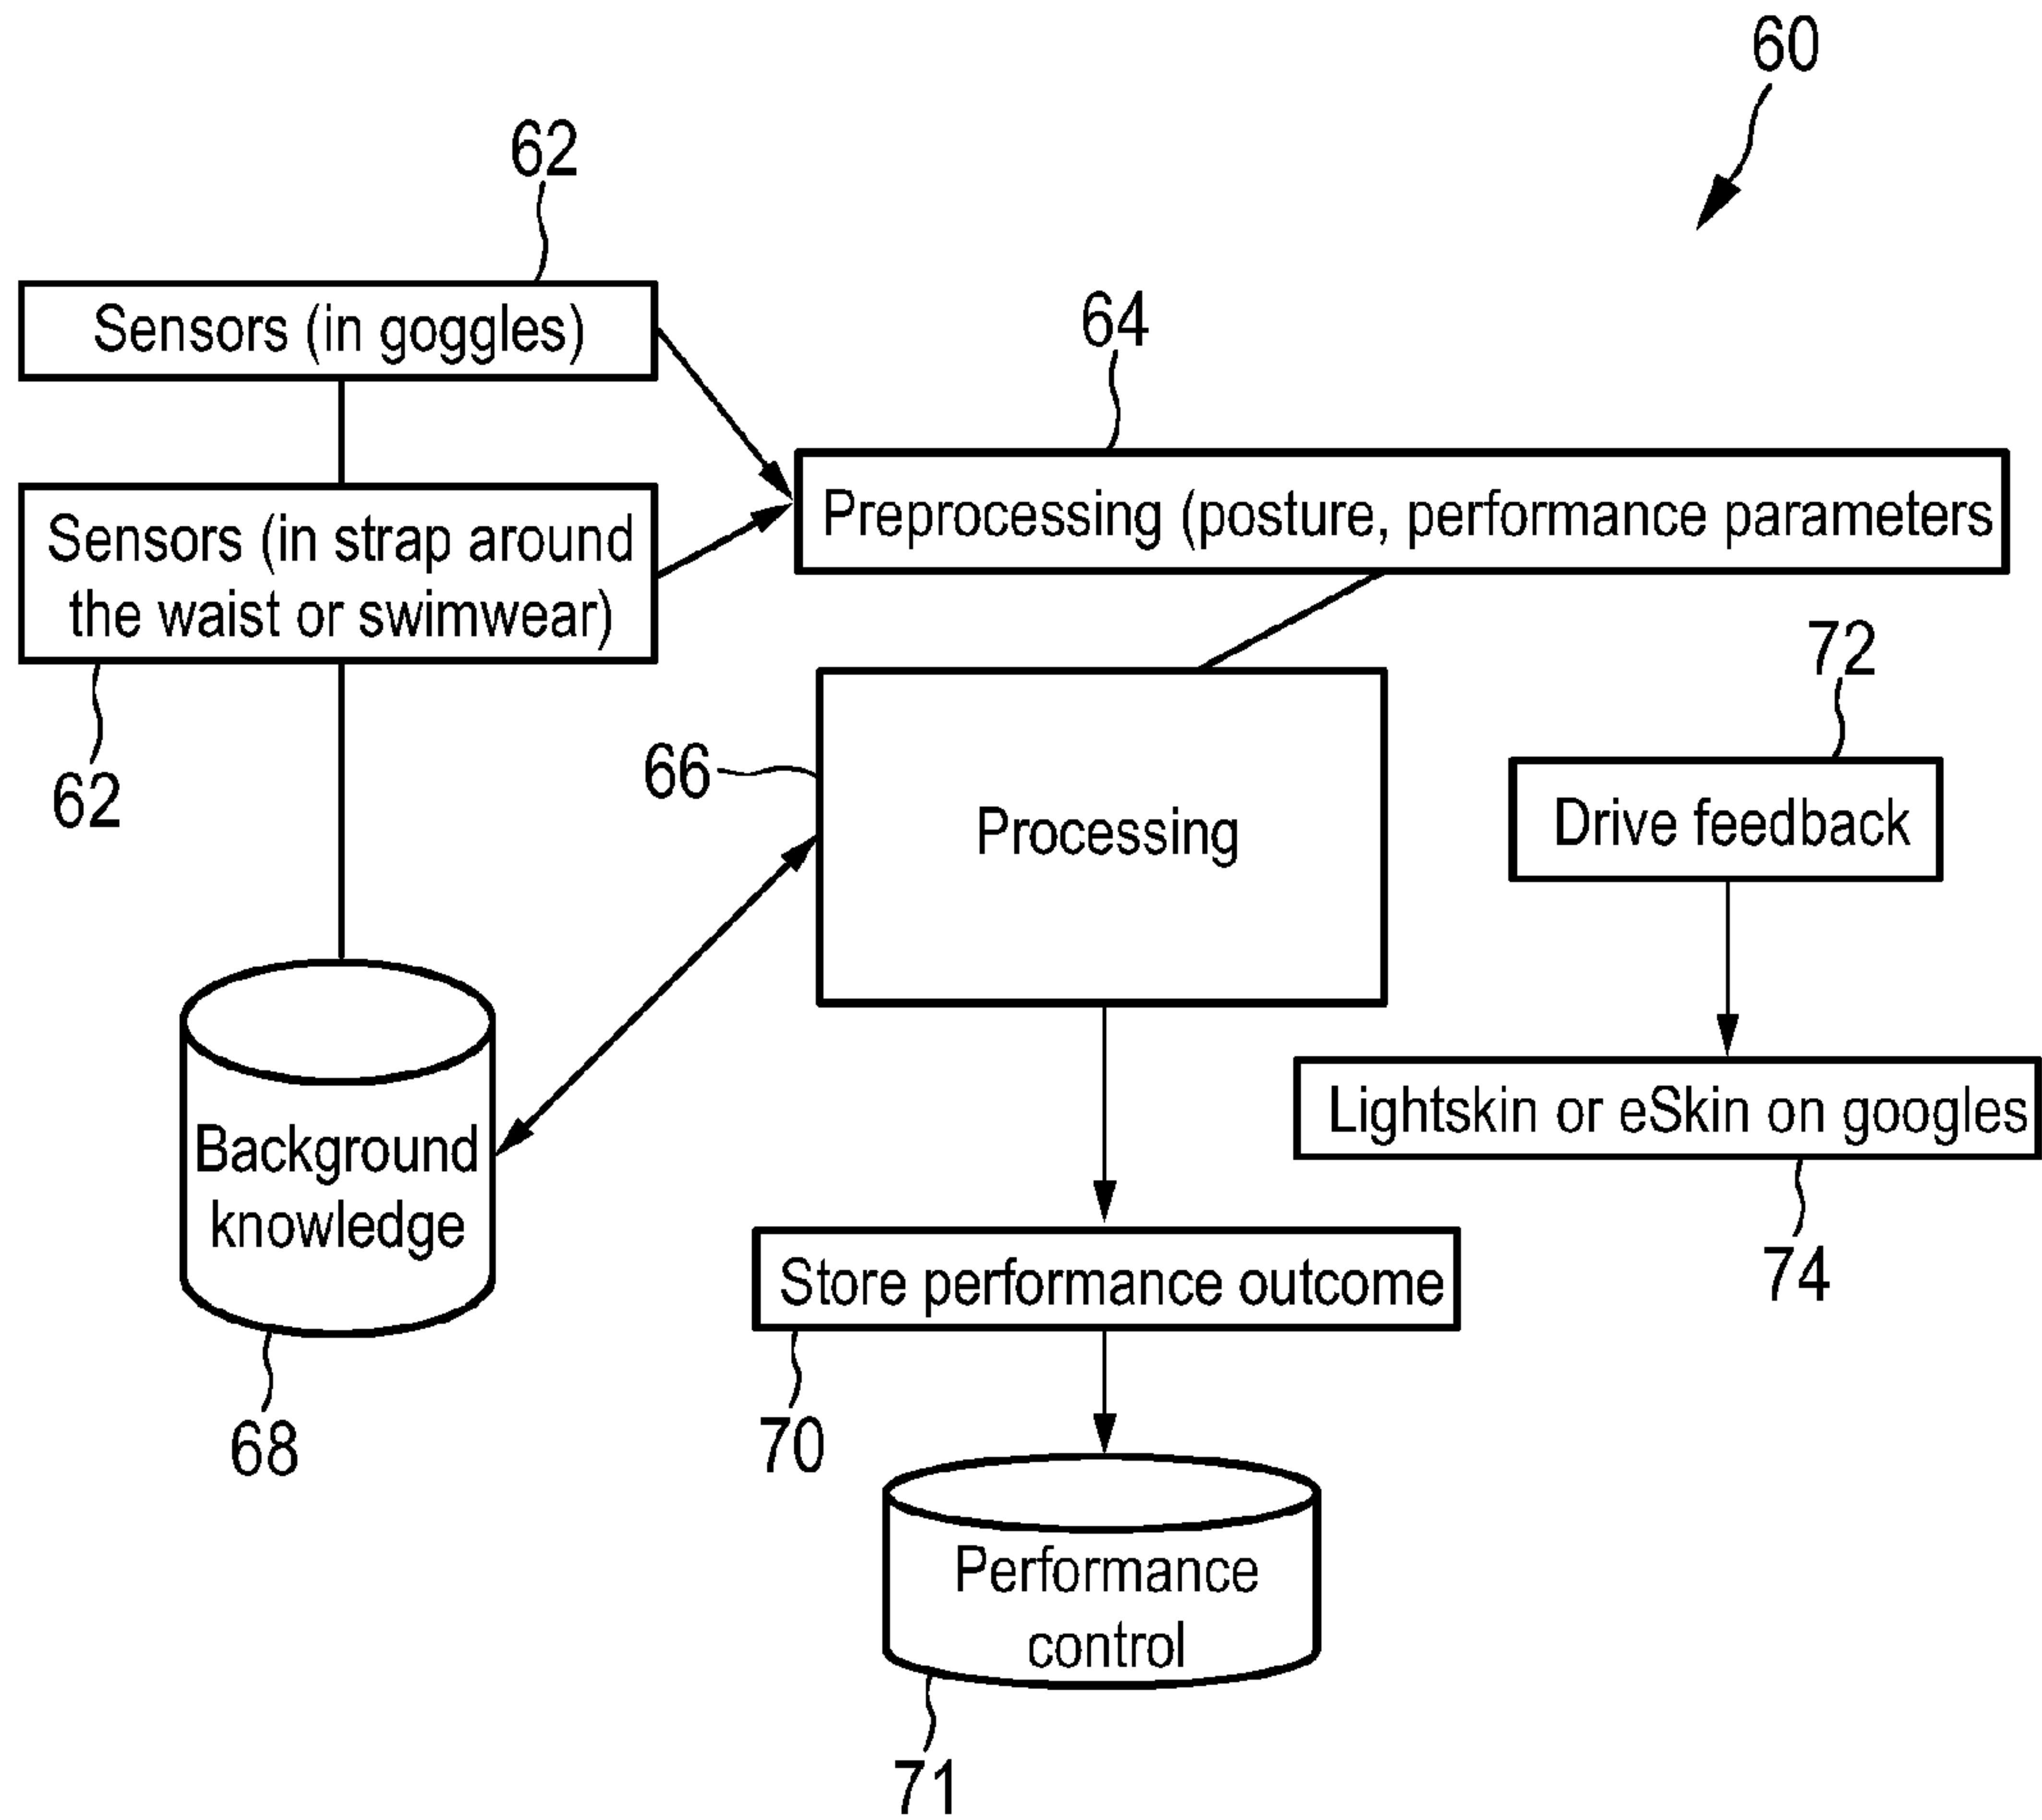 60
62
Sensors (in goggles)
64
Sensors (in strap around
the waist or swimwear)
Preprocessing (posture, performance parameters
62
66
Processing
72
Drive feedback
Background
knowledge
Lightskin or eSkin on googles
74
68
Store performance outcome
70
Performance
control
71